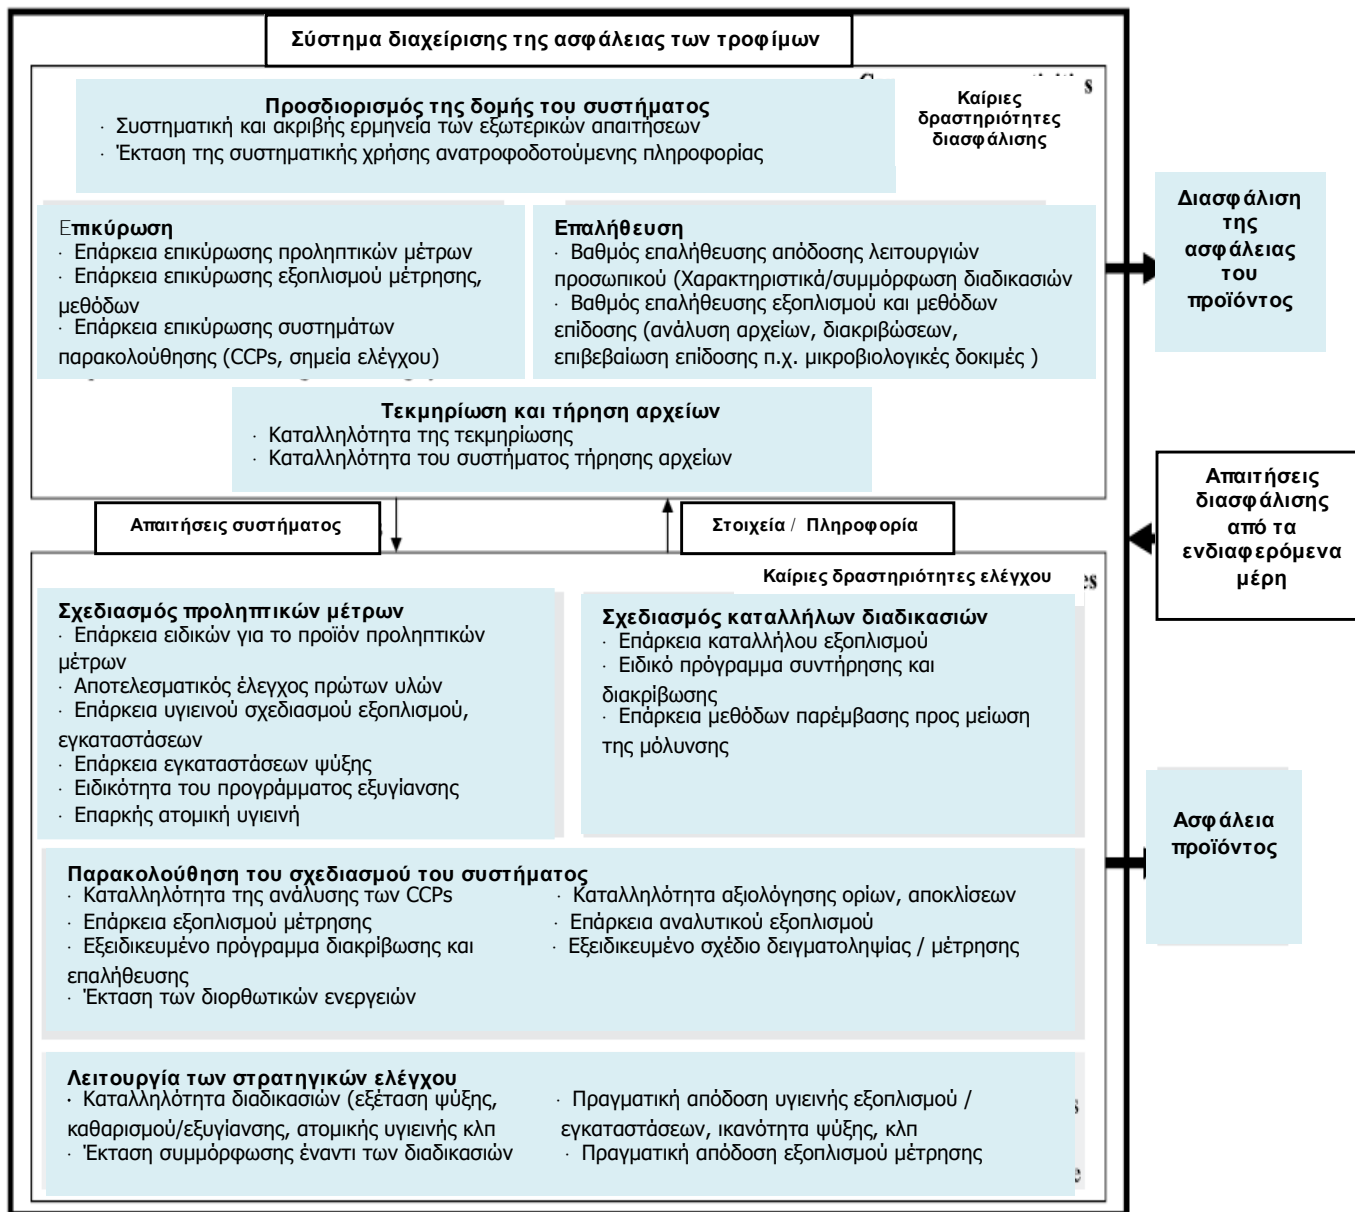 Σύστημα διαχείρισης της ασφάλειας των τροφίμων
Προσδιορισμός της δομής του συστήματος
· Συστηματική και ακριβής ερμηνεία των εξωτερικών απαιτήσεων
· Έκταση της συστηματικής χρήσης ανατροφοδοτούμενης πληροφορίας
Καίριες
δραστηριότητες
διασφάλισης
Επικύρωση
· Επάρκεια επικύρωσης προληπτικών μέτρων
· Επάρκεια επικύρωσης εξοπλισμού μέτρησης,
μεθόδων
· Επάρκεια επικύρωσης συστημάτων
παρακολούθησης (CCPs, σημεία ελέγχου)
Επαλήθευση
· Βαθμός επαλήθευσης απόδοσης λειτουργιών
προσωπικού (Χαρακτηριστικά/συμμόρφωση διαδικασιών
· Βαθμός επαλήθευσης εξοπλισμού και μεθόδων
επίδοσης (ανάλυση αρχείων, διακριβώσεων,
επιβεβαίωση επίδοσης π.χ. μικροβιολογικές δοκιμές )
Τεκμηρίωση και τήρηση αρχείων
· Καταλληλότητα της τεκμηρίωσης
· Καταλληλότητα του συστήματος τήρησης αρχείων
Διασφάλιση
της
ασφάλειας
του
προϊόντος
Απαιτήσεις
διασφάλισης
από τα
ενδιαφερόμενα
μέρη
Απαιτήσεις συστήματος
Στοιχεία / Πληροφορία
Καίριες δραστηριότητες ελέγχου
es
Σχεδιασμός προληπτικών μέτρων
· Επάρκεια ειδικών για το προϊόν προληπτικών
μέτρων
· Αποτελεσματικός έλεγχος πρώτων υλών
· Επάρκεια υγιεινού σχεδιασμού εξοπλισμού,
εγκαταστάσεων
· Επάρκεια εγκαταστάσεων ψύξης
· Ειδικότητα του προγράμματος εξυγίανσης
· Επαρκής ατομική υγιεινή
Σχεδιασμός καταλλήλων διαδικασιών
· Επάρκεια καταλλήλου εξοπλισμού
· Ειδικό πρόγραμμα συντήρησης και
διακρίβωσης
· Επάρκεια μεθόδων παρέμβασης προς μείωση
της μόλυνσης
Παρακολούθηση του σχεδιασμού του συστήματος
· Καταλληλότητα της ανάλυσης των CCPs
· Επάρκεια εξοπλισμού μέτρησης
· Εξειδικευμένο πρόγραμμα διακρίβωσης και
επαλήθευσης
· Έκταση των διορθωτικών ενεργειών
· Καταλληλότητα αξιολόγησης ορίων, αποκλίσεων
· Επάρκεια αναλυτικού εξοπλισμού
· Εξειδικευμένο σχέδιο δειγματοληψίας / μέτρησης
Ασφάλεια
προϊόντος
Λειτουργία των στρατηγικών ελέγχου
· Καταλληλότητα διαδικασιών (εξέταση ψύξης,
καθαρισμού/εξυγίανσης, ατομικής υγιεινής κλπ
· Έκταση συμμόρφωσης έναντι των διαδικασιών
· Πραγματική απόδοση υγιεινής εξοπλισμού /
εγκαταστάσεων, ικανότητα ψύξης, κλπ
· Πραγματική απόδοση εξοπλισμού μέτρησης